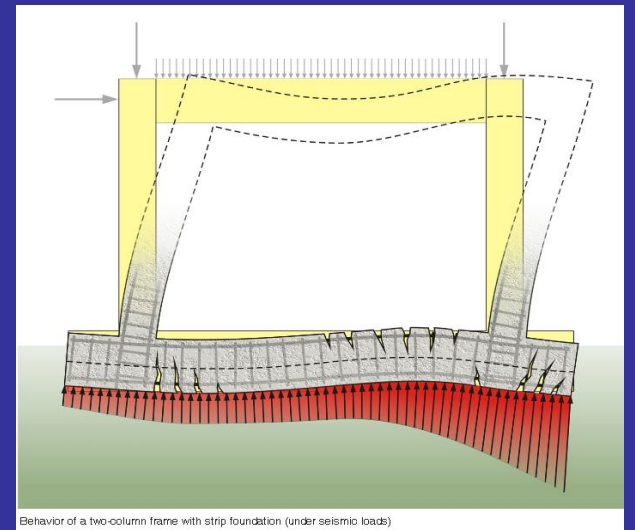 Behavior of a two-column frame with strip foundation (under seismic loads)